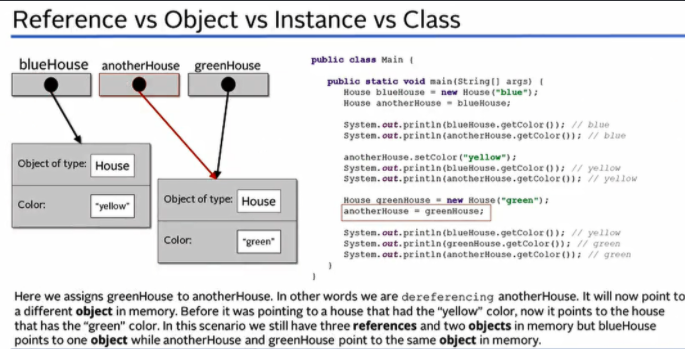 Reference vs Object vs Instance vs Class
blueHouse anotherHouse greenHouse
Object of type: House
Color: "yellow"
Object of type: House
Color: "green"
public class Main {
public static void main(String[] args) {
House blueHouse = new House("blue");
House anotherHouse = blueHouse;
System.out.println(blueHouse.getColor()); // blue
System.out.println(anotherHouse.getColor()); // blue
anotherHouse.setColor("yellow");
System.out.println(blueHouse.getColor()); // yellow
System.out.println(anotherHouse.getColor()); // yellow
House greenHouse = new House("green");
anotherHouse = greenHouse;
System.out.println(blueHouse.getColor()); // yellow
System.out.println(greenHouse.getColor()); // green
System.out.println(anotherHouse.getColor()); // green
}
}
Here we assigns greenHouse to anotherHouse. In other words we are dereferencing anotherHouse. It will now point to
a different object in memory. Before it was pointing to a house that had the "yellow" color, now it points to the house
that has the "green" color. In this scenario we still have three references and two objects in memory but blueHouse
points to one object while anotherHouse and greenHouse point to the same object in memory.